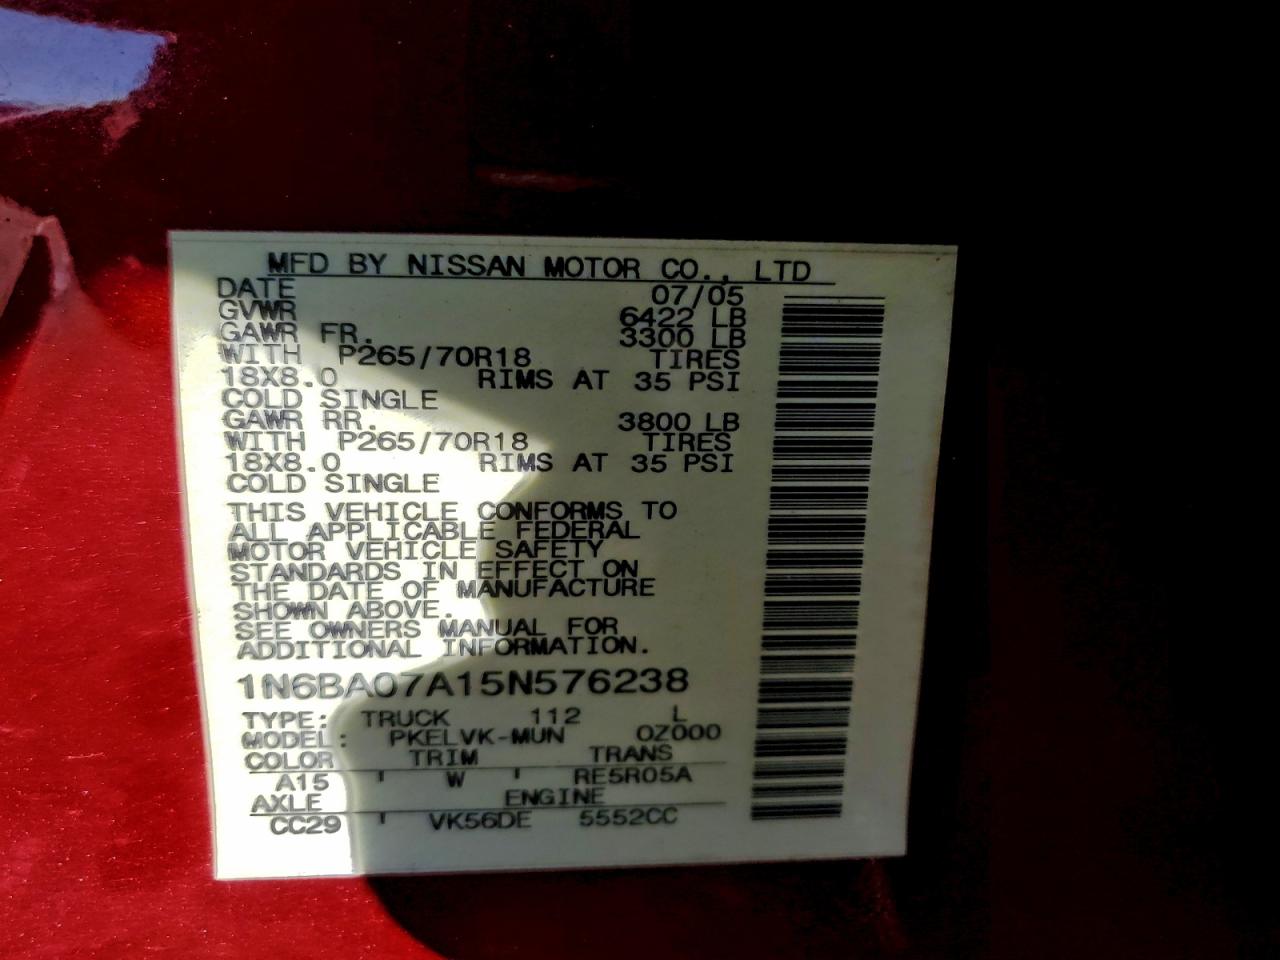 MFD BY NISSAN MOTOR CO., LTD
DATE 07/05
GVWR 6422 LB
GAWR FR. 3300 LB
WITH P265/70R18 TIRES
18X8.0 RIMS AT 35 PSI
COLD SINGLE
GAWR RR. 3800 LB
WITH P265/70R18 TIRES
18X8.0 RIMS AT 35 PSI
COLD SINGLE
THIS VEHICLE CONFORMS TO
ALL APPLICABLE FEDERAL
MOTOR VEHICLE SAFETY
STANDARDS IN EFFECT ON
THE DATE OF MANUFACTURE
SHOWN ABOVE.
SEE OWNERS MANUAL FOR
ADDITIONAL INFORMATION.
1N6BA07A15N576238
TYPE: TRUCK 112 L
MODEL: PKELVK-MUN 0Z000
COLOR TRIM TRANS
A15 ' W ' RE5R05A
AXLE ENGINE
CC29 ' VK56DE 5552CC